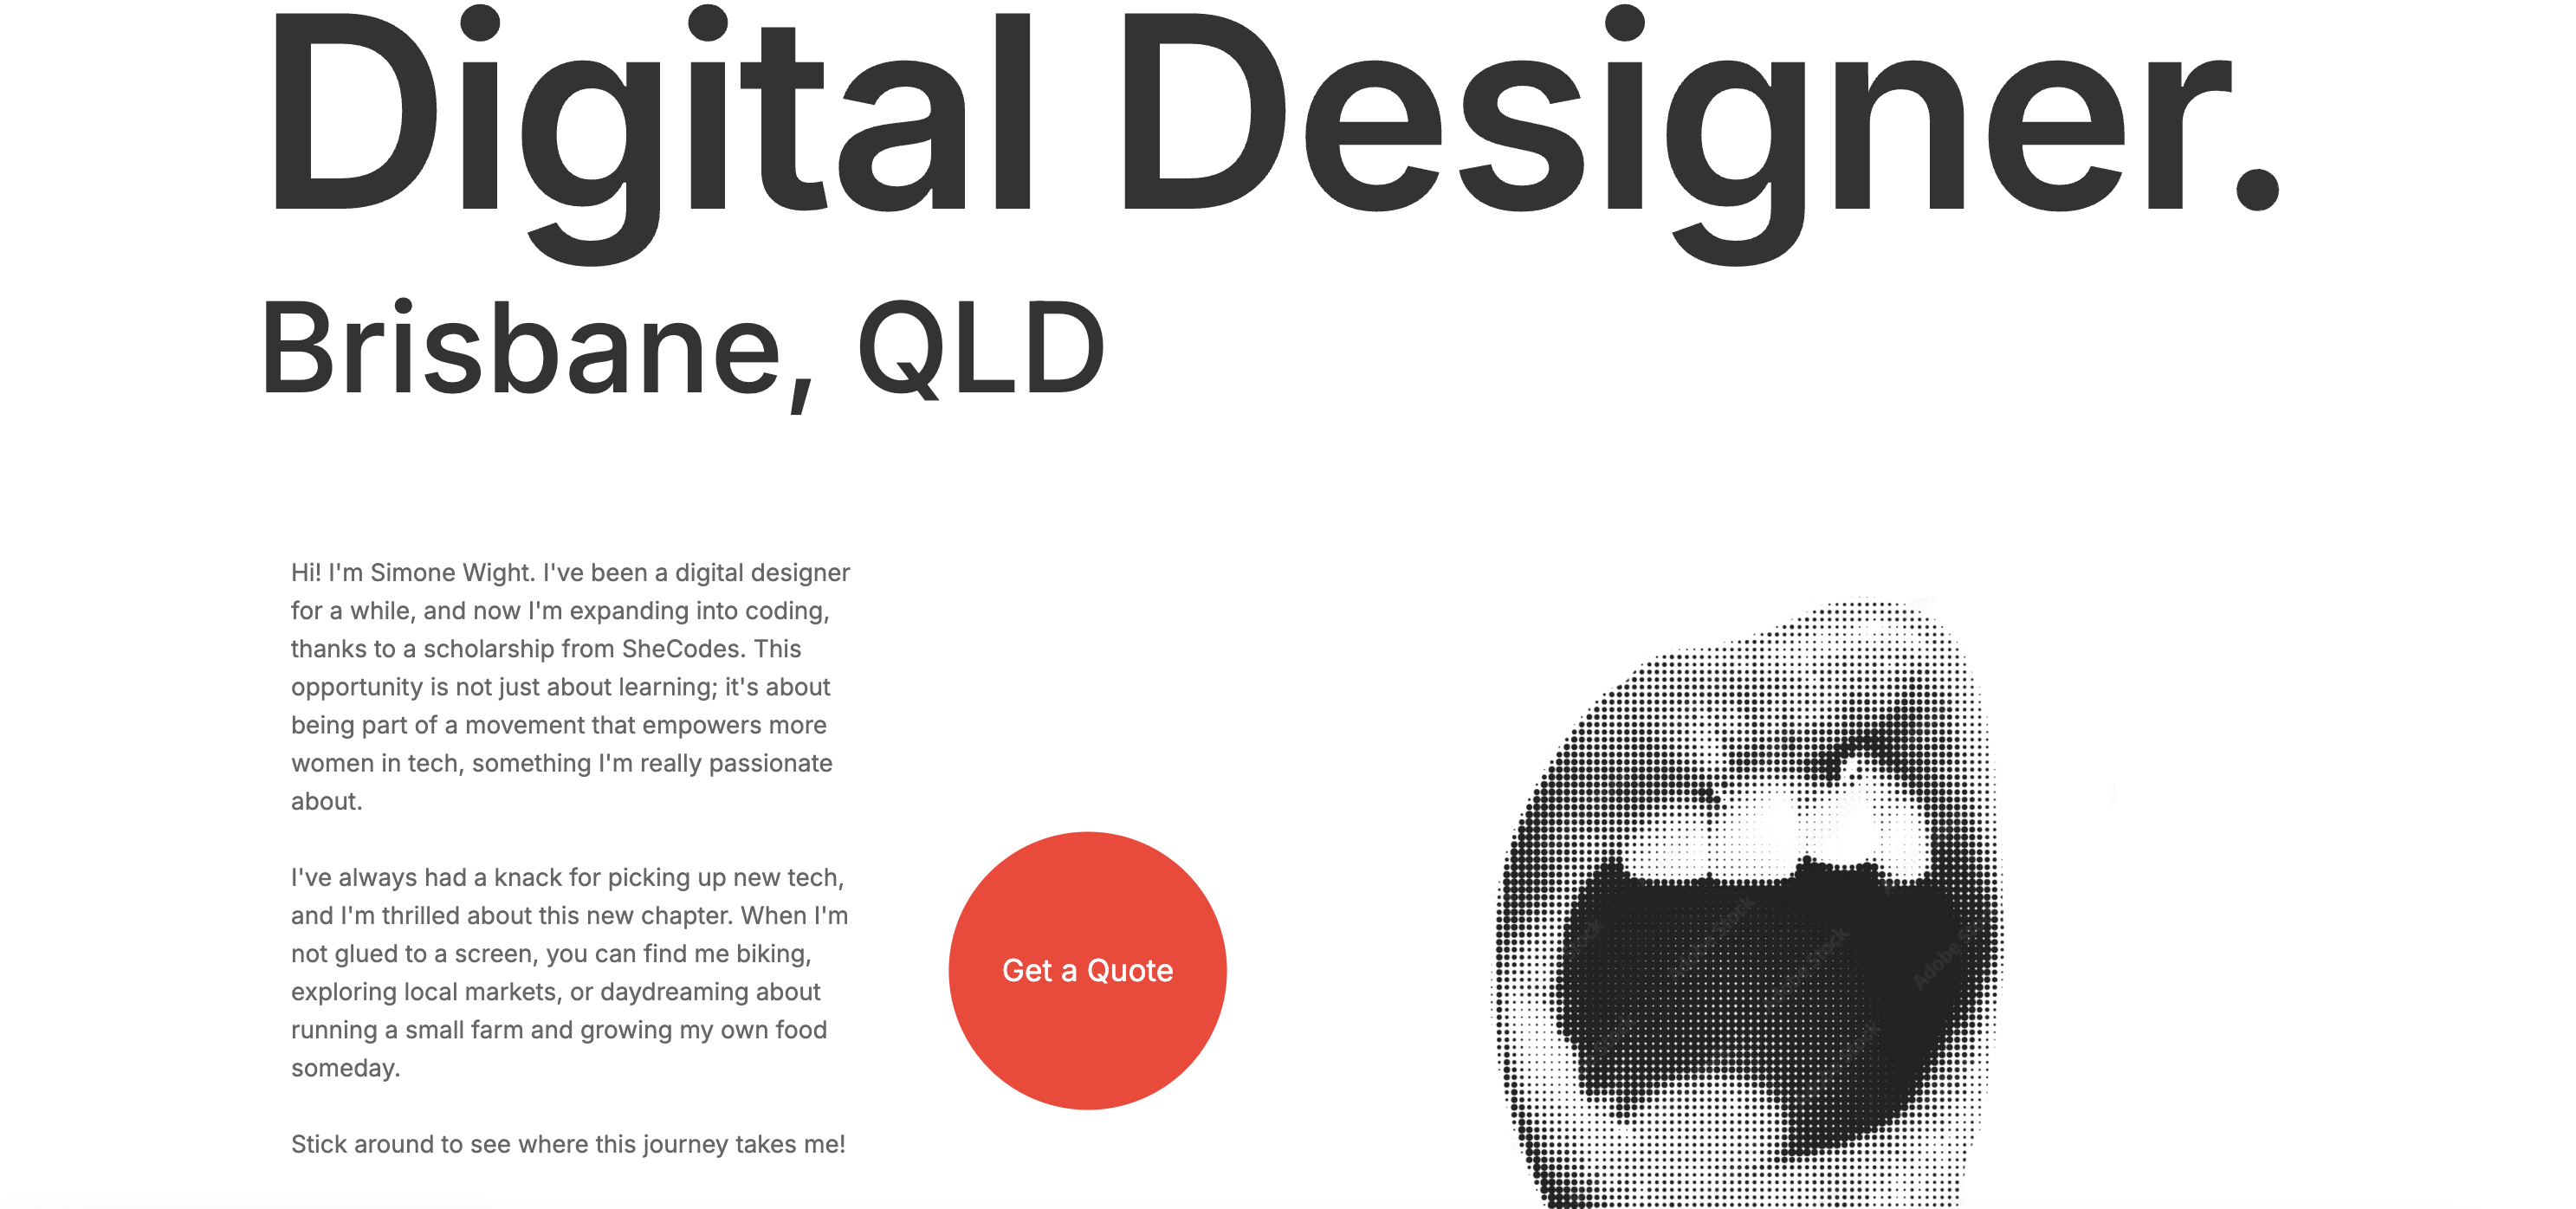 Digital Designer.
Brisbane, QLD
Hi! I'm Simone Wight. I've been a digital designer
for a while, and now I'm expanding into coding,
thanks to a scholarship from SheCodes. This
opportunity is not just about learning; it's about
being part of a movement that empowers more
women in tech, something I'm really passionate
about.
I've always had a knack for picking up new tech,
and I'm thrilled about this new chapter. When I'm
not glued to a screen, you can find me biking,
exploring local markets, or daydreaming about
running a small farm and growing my own food
someday.
Stick around to see where this journey takes me!
Get a Quote
Stock
Stock
Stock
Adobe